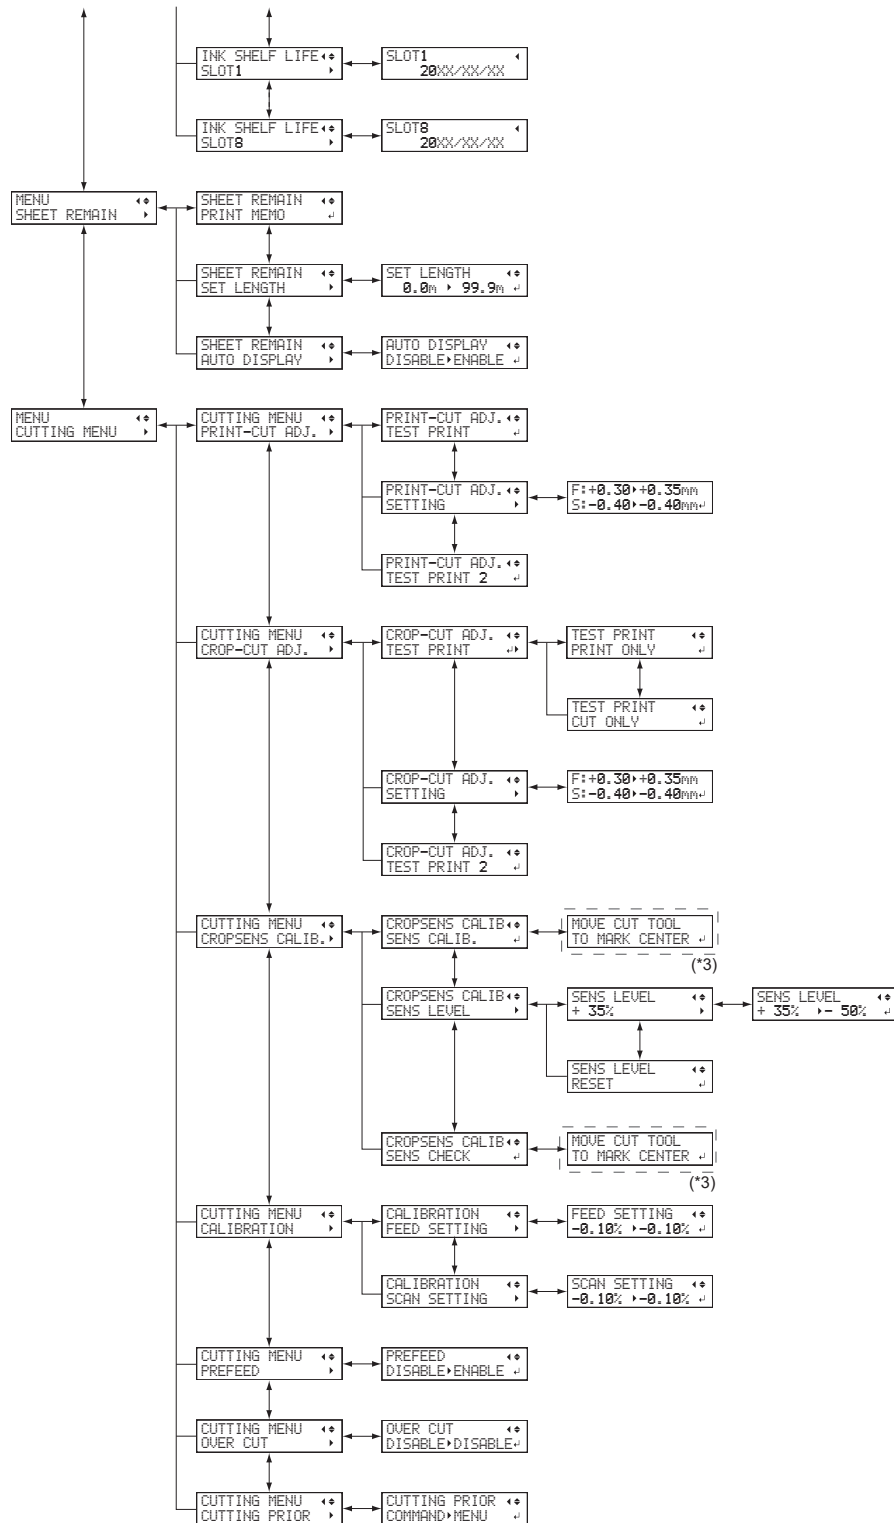 INK SHELF LIFE
SLOT1
SLOT1
20XX/XX/XX
INK SHELF LIFE
SLOT8
SLOT8
20XX/XX/XX
MENU
SHEET REMAIN
SHEET REMAIN
PRINT MEMO
SHEET REMAIN
SET LENGTH
SET LENGTH
0.0m 99.9m
SHEET REMAIN
AUTO DISPLAY
AUTO DISPLAY
DISABLE ENABLE
MENU
CUTTING MENU
CUTTING MENU
PRINT-CUT ADJ.
PRINT-CUT ADJ.
TEST PRINT
PRINT-CUT ADJ.
SETTING
F:+0.30 +0.35mm
S:-0.40 -0.40mm
PRINT-CUT ADJ.
TEST PRINT 2
CUTTING MENU
CROP-CUT ADJ.
CROP-CUT ADJ.
TEST PRINT
TEST PRINT
PRINT ONLY
TEST PRINT
CUT ONLY
CROP-CUT ADJ.
SETTING
F:+0.30 +0.35mm
S:-0.40 -0.40mm
CROP-CUT ADJ.
TEST PRINT 2
CUTTING MENU
CROPSENS CALIB.
CROPSENS CALIB
SENS CALIB.
MOVE CUT TOOL
TO MARK CENTER
(*3)
CROPSENS CALIB
SENS LEVEL
SENS LEVEL
+ 35%
SENS LEVEL
+ 35% - 50%
SENS LEVEL
RESET
CROPSENS CALIB
SENS CHECK
MOVE CUT TOOL
TO MARK CENTER
(*3)
CUTTING MENU
CALIBRATION
CALIBRATION
FEED SETTING
FEED SETTING
-0.10% -0.10%
CALIBRATION
SCAN SETTING
SCAN SETTING
-0.10% -0.10%
CUTTING MENU
PREFEED
PREFEED
DISABLE ENABLE
CUTTING MENU
OVER CUT
OVER CUT
DISABLE DISABLE
CUTTING MENU
CUTTING PRIOR
CUTTING PRIOR
COMMAND MENU